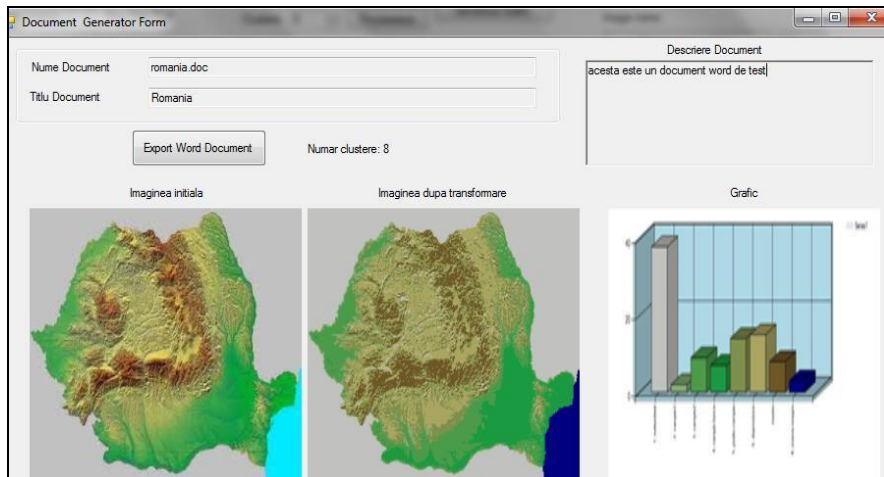 Document Generator Form
Nume Document
romania.doc
Titlu Document
Romania
Descriere Document
acesta este un document word de test
Export Word Document
Numar clustere: 8
Imaginea initiala
Imaginea dupa transformare
Grafic